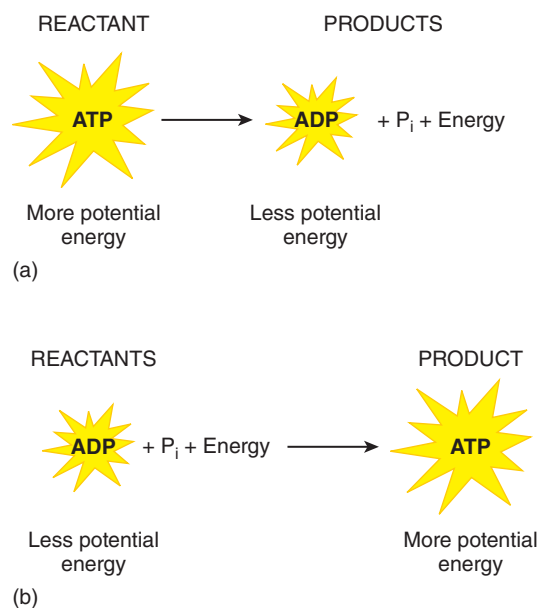 REACTANT PRODUCTS
ATP ADP + Pi + Energy
More potential energy Less potential energy
(a)
REACTANTS PRODUCT
ADP + Pi + Energy ATP
Less potential energy More potential energy
(b)